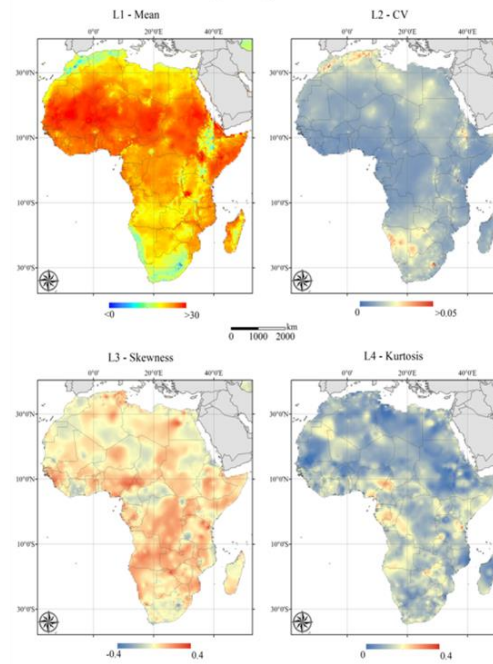 L1 - Mean
L2 - CV
0°0'
20°0'E
40°0'E
0°0'
20°0'E
40°0'E
30°0'N
30°0'N
10°0'N
10°0'N
10°0'S
10°0'S
30°0'S
30°0'S
<0
>30
0
>0.05
km
0
1000
2000
L3 - Skewness
L4 - Kurtosis
0°0'
20°0'E
40°0'E
0°0'
20°0'E
40°0'E
30°0'N
30°0'N
10°0'N
10°0'N
10°0'S
10°0'S
30°0'S
30°0'S
-0.4
0.4
0
0.4